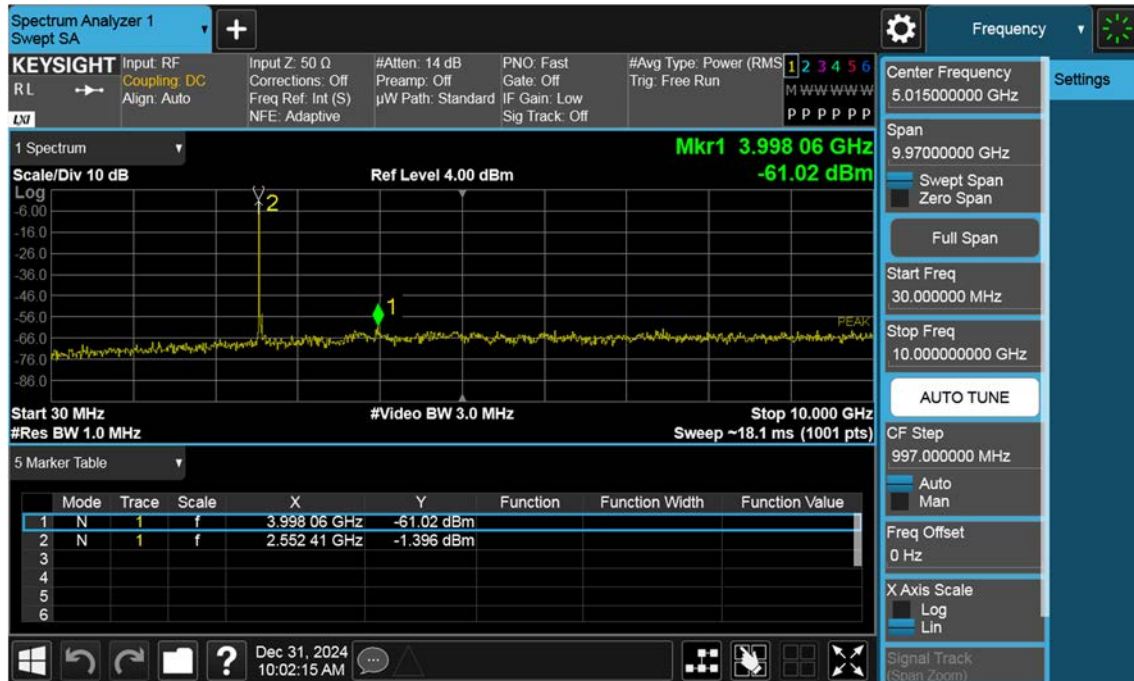 Spectrum Analyzer 1
Swept SA
Frequency
KEYSIGHT
RL
LXI
Input: RF
Coupling: DC
Align: Auto
Input Z: 50 Ω
Corrections: Off
Freq Ref: Int (S)
NFE: Adaptive
#Atten: 14 dB
Preamp: Off
µW Path: Standard
PNO: Fast
Gate: Off
IF Gain: Low
Sig Track: Off
#Avg Type: Power (RMS
Trig: Free Run
1 2 3 4 5 6
M W W W W W
P P P P P P
1 Spectrum
Mkr1 3.998 06 GHz
-61.02 dBm
Scale/Div 10 dB
Ref Level 4.00 dBm
Log
-6.00
-16.0
-26.0
-36.0
-46.0
-56.0
-66.0
-76.0
-86.0
2
1
PEAK
Start 30 MHz
#Video BW 3.0 MHz
Stop 10.000 GHz
#Res BW 1.0 MHz
Sweep ~18.1 ms (1001 pts)
5 Marker Table
Mode Trace Scale X Y Function Function Width Function Value
1 N 1 f 3.998 06 GHz -61.02 dBm
2 N 1 f 2.552 41 GHz -1.396 dBm
3
4
5
6
?
Dec 31, 2024
10:02:15 AM
Center Frequency
5.015000000 GHz
Span
9.97000000 GHz
Swept Span
Zero Span
Full Span
Start Freq
30.000000 MHz
Stop Freq
10.000000000 GHz
AUTO TUNE
CF Step
997.000000 MHz
Auto
Man
Freq Offset
0 Hz
X Axis Scale
Log
Lin
Signal Track
(Span Zoom)
Settings